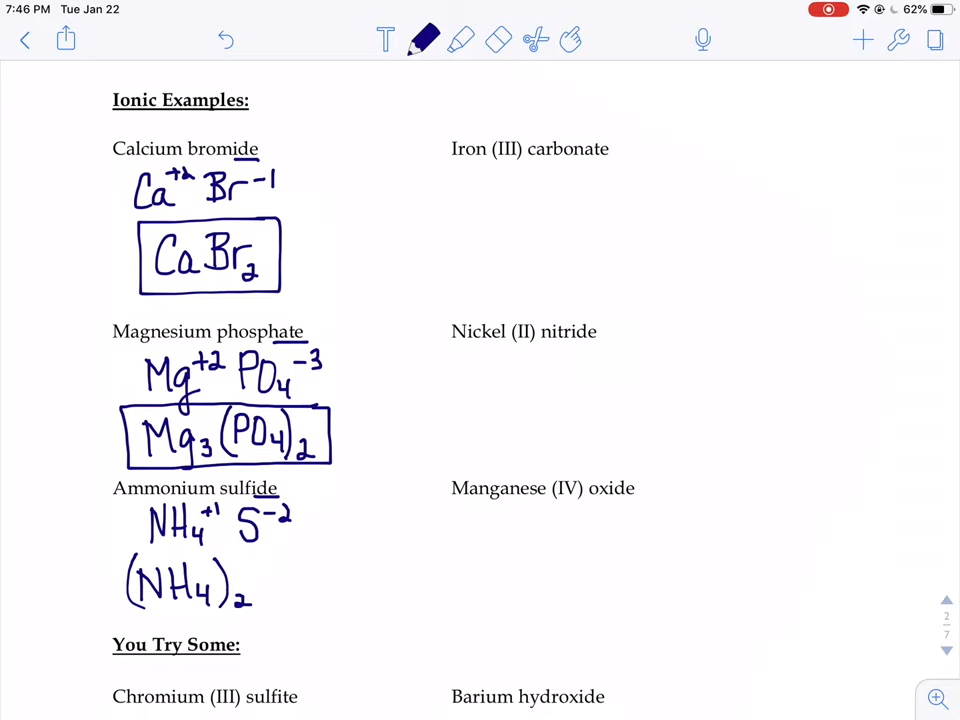 7:46 PM Tue Jan 22 62%
T
Ionic Examples:
Calcium bromide
Ca⁺² Br⁻¹
CaBr₂
Magnesium phosphate
Mg⁺² PO₄⁻³
Mg₃(PO₄)₂
Ammonium sulfide
NH₄⁺¹ S⁻²
(NH₄)₂
Iron (III) carbonate
Nickel (II) nitride
Manganese (IV) oxide
You Try Some:
Chromium (III) sulfite
Barium hydroxide
2
7